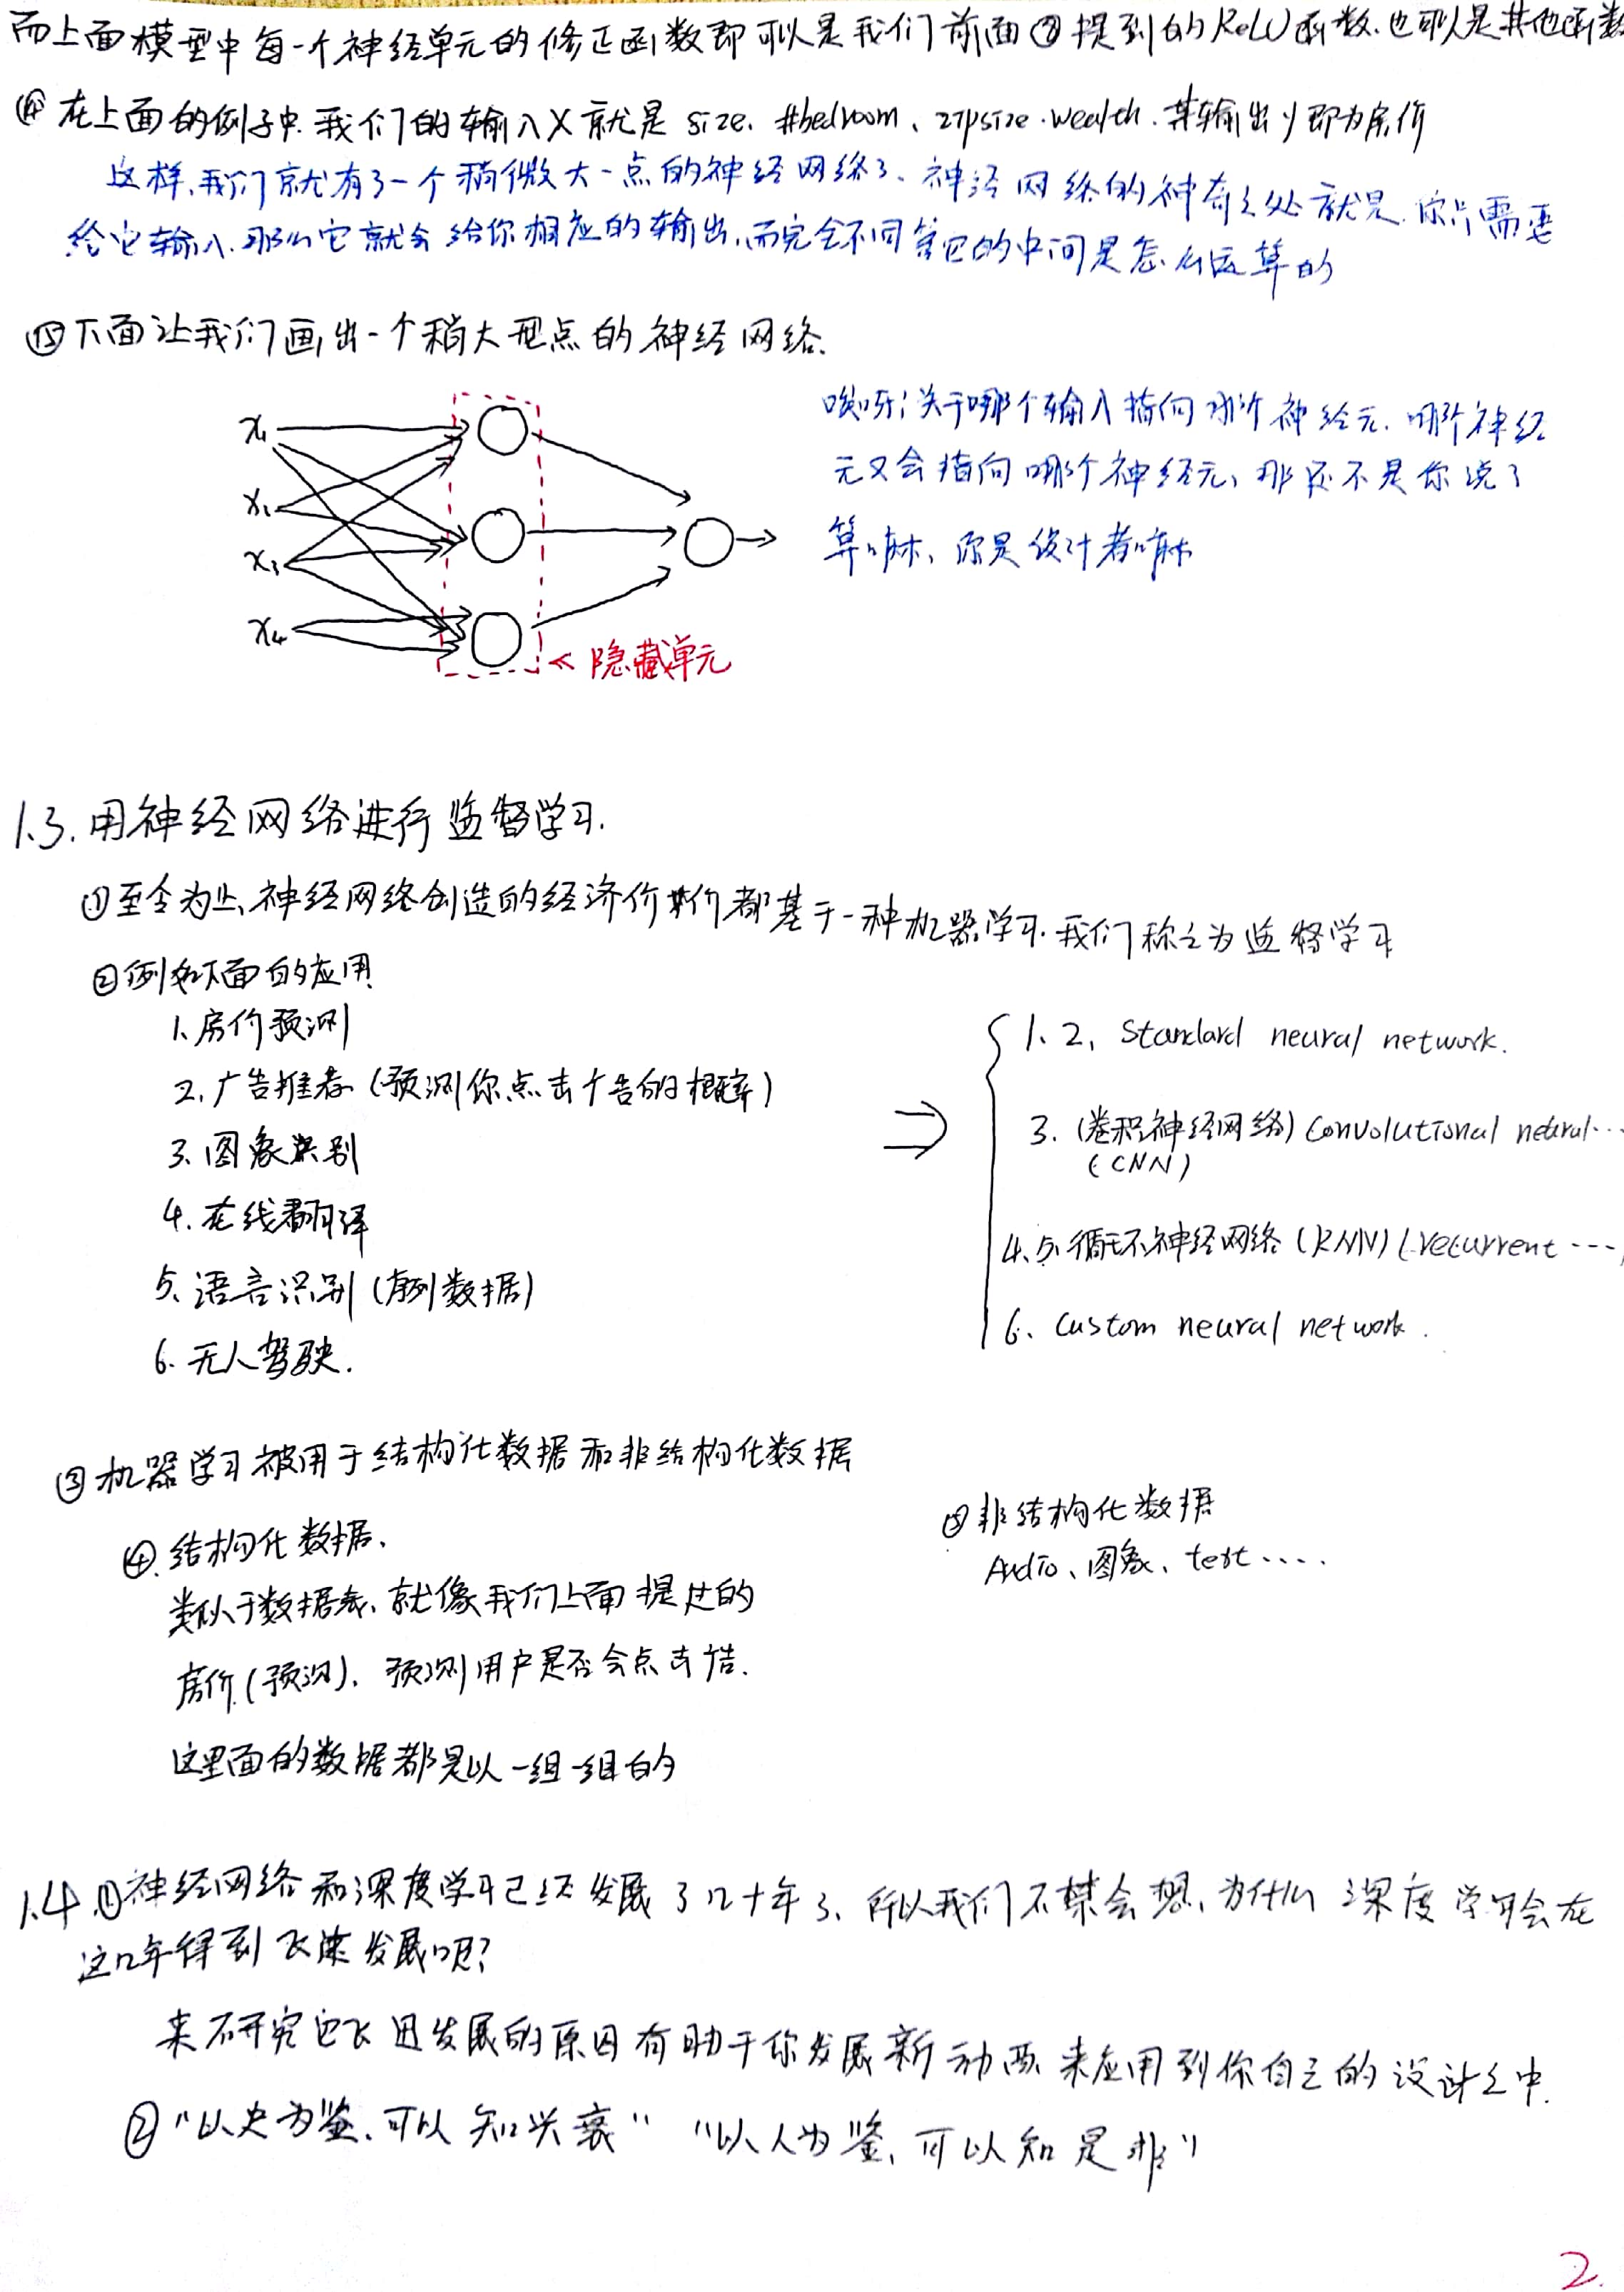 而上面模型中每一个神经单元的修正函数即可以是我们前面③提到的ReLU函数.也可以是其他函数
④在上面的例子中.我们的输入X就是 size、#bedroom、zipsize.wealth.其输出y即为房价
这样,我们就有了一个稍微大一点的神经网络了、神经网络的神奇之处就是.你只需要
给它输入.那么它就会给你相应的输出,而完全不同管它的中间是怎么运算的
⑤下面让我们画出一个稍大型点的神经网络.
哎呀;关于哪个输入指向哪个神经元.哪个神经
元又会指向哪个神经元、那还不是你说了
算嘛、你是设计者嘛
x₁
x₂
x₃
x₄
隐藏单元
1.3.用神经网络进行监督学习.
①至今为止、神经网络创造的经济价价都基于一种机器学习.我们称之为监督学习
②例如下面的应用
1、房价预测
2、广告推荐(预测你点击广告的概率)
3、图象识别
4.在线翻译
5、语言识别(序列数据)
6.无人驾驶.
⇒
1、2、Standard neural network.
3.(卷积神经网络)Convolutional neural...
(CNN)
4、5、循环神经网络(RNN)(recurrent ---)
6、Custom neural network.
③机器学习被用于结构化数据和非结构化数据
④.结构化数据、
类似于数据表、就像我们上面提过的
房价(预测)、预测用户是否会点击广告.
这里面的数据都是以一组一组的
⑤非结构化数据
Audio、图象、text.....
1.4.①神经网络和深度学习已经发展了几十年了、所以我们不禁会想、为什么深度学习会在
这几年得到飞速发展呢?
来研究它飞迅发展的原因有助于你发展新动西来应用到你自己的设计之中.
②"以史为鉴、可以知兴衰" "以人为鉴,可以知是非"
2.